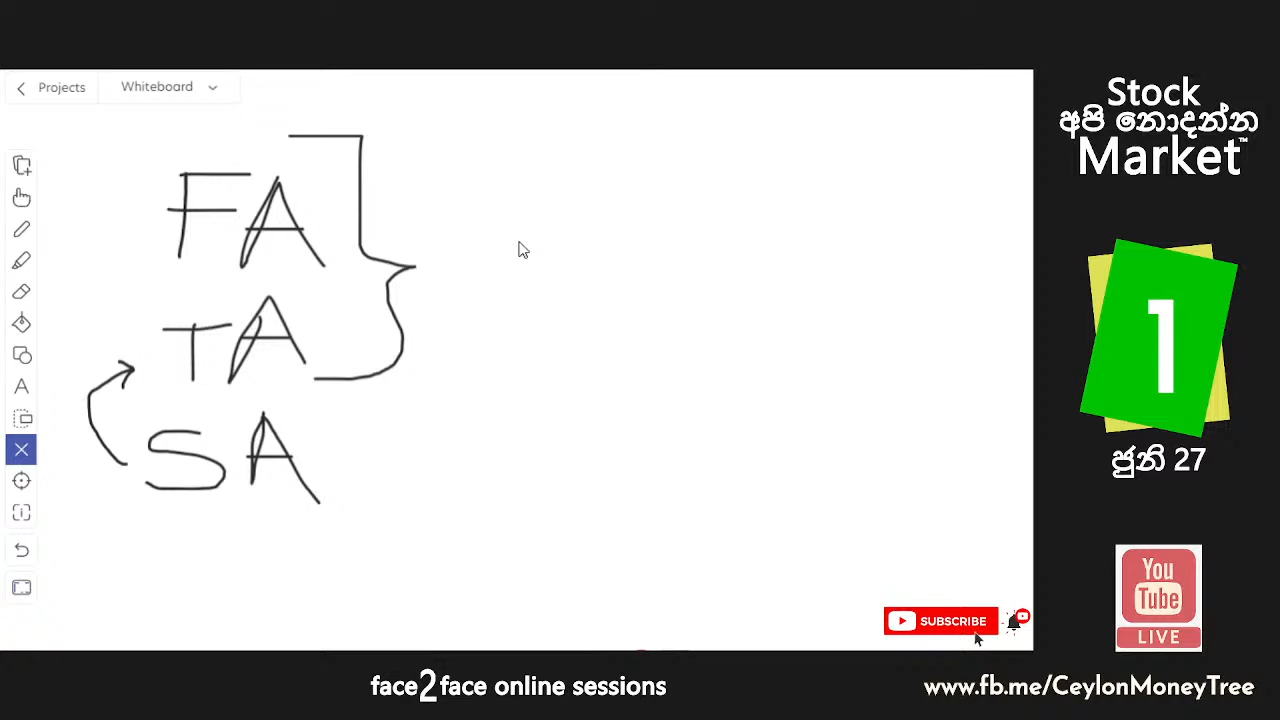 Projects
Whiteboard
FA
TA
SA
Stock
අපි නොදන්න
Market™
1
ජුනි 27
You
Tube
LIVE
SUBSCRIBE
face2face online sessions
www.fb.me/CeylonMoneyTree